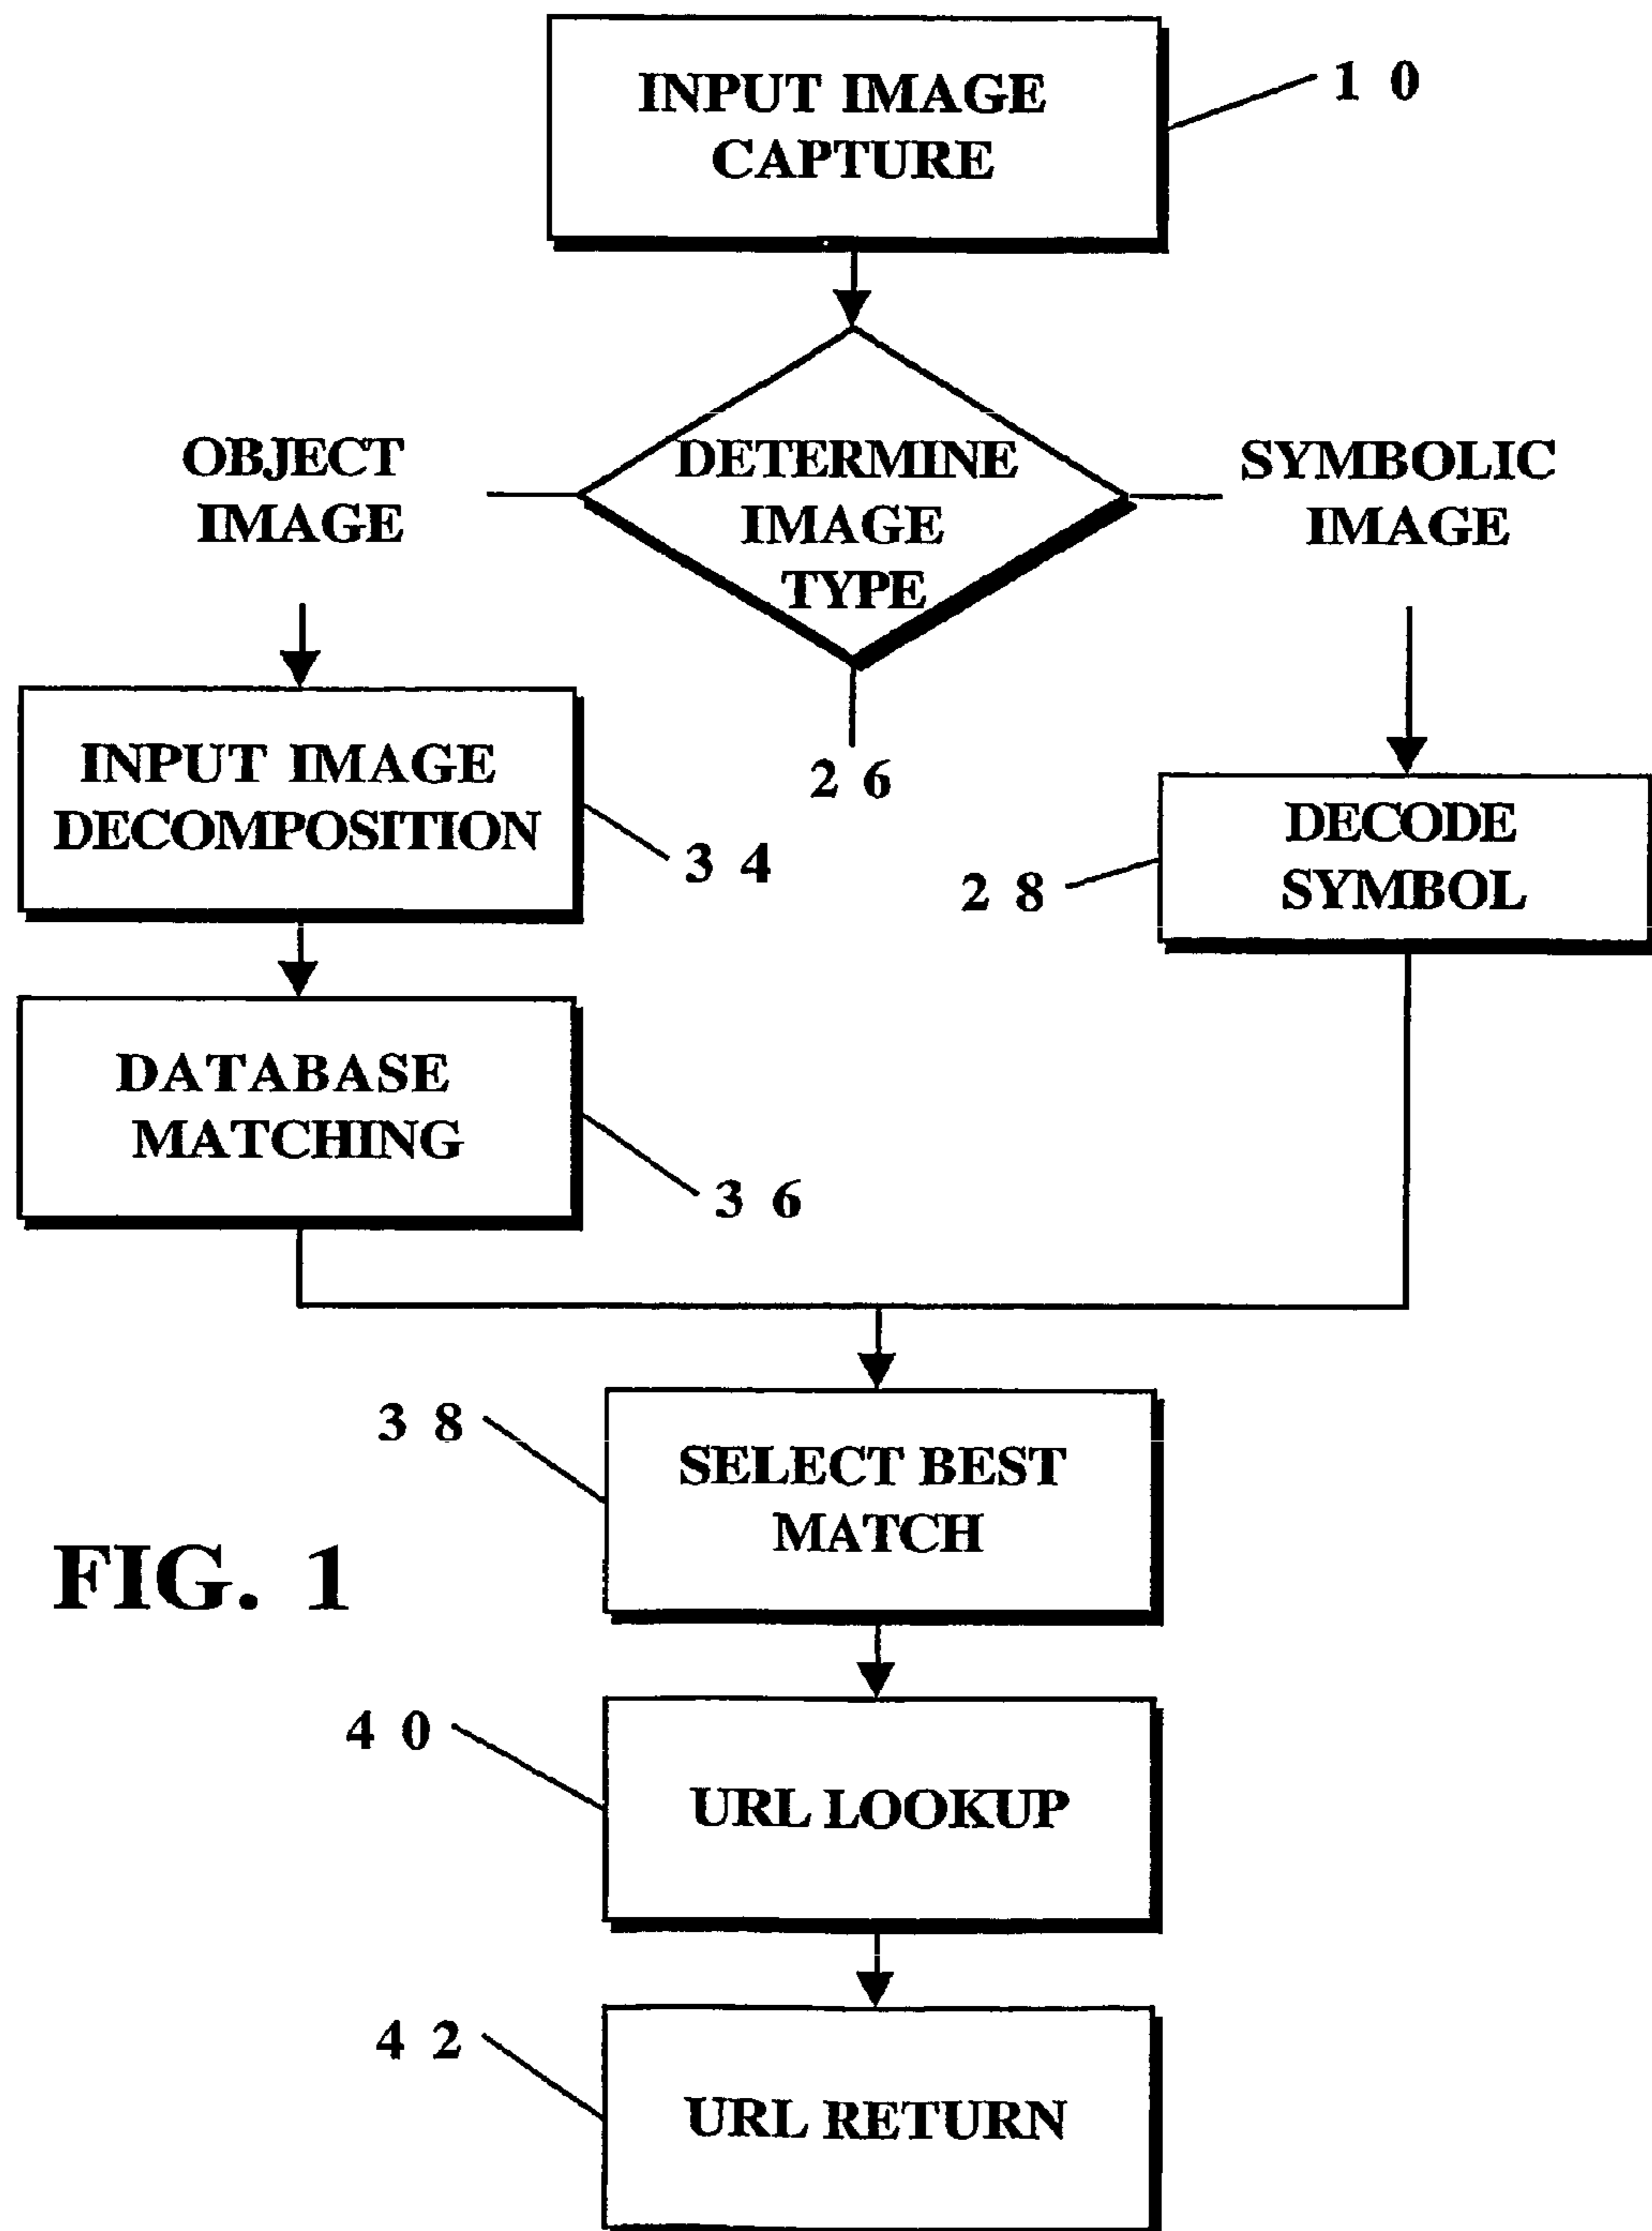 INPUT IMAGE
CAPTURE
1 0
OBJECT
IMAGE
DETERMINE
IMAGE
TYPE
SYMBOLIC
IMAGE
2 6
INPUT IMAGE
DECOMPOSITION
3 4
DECODE
SYMBOL
2 8
DATABASE
MATCHING
3 6
3 8
SELECT BEST
MATCH
FIG. 1
4 0
URL LOOKUP
4 2
URL RETURN